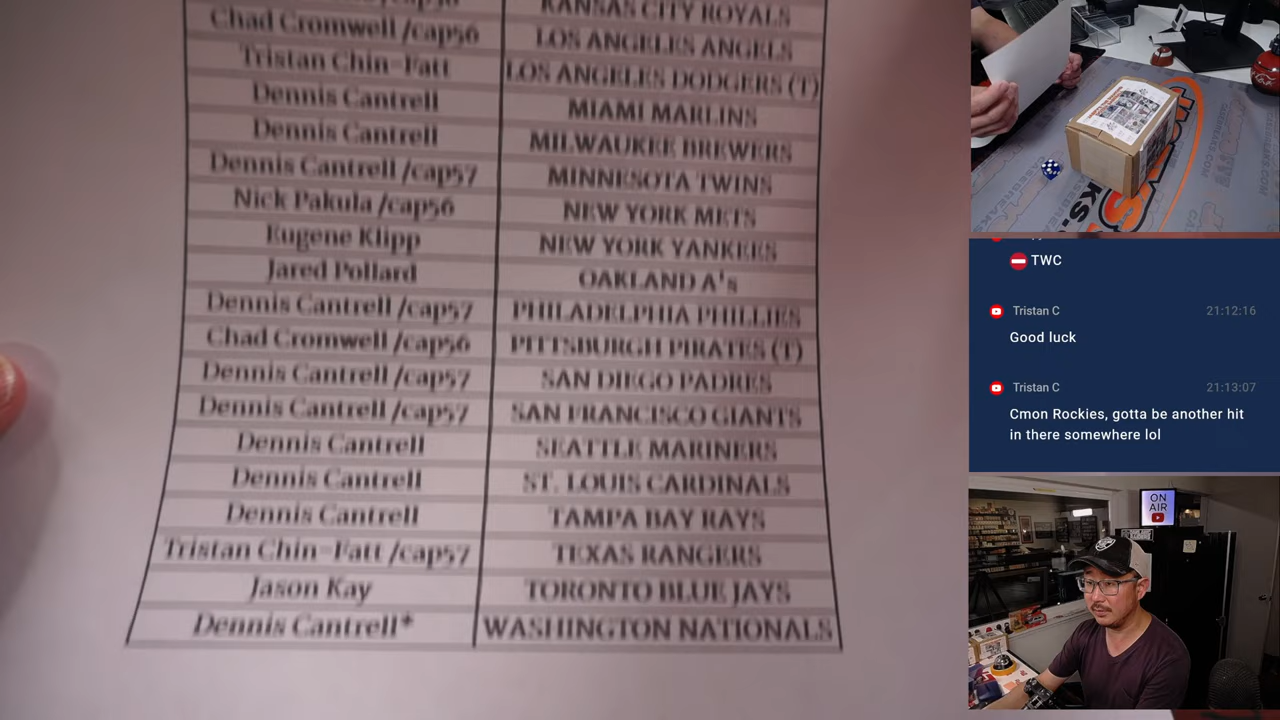 KANSAS CITY ROYALS
Chad Cromwell /cap56 LOS ANGELES ANGELS
Tristan Chin-Fatt LOS ANGELES DODGERS (T)
Dennis Cantrell MIAMI MARLINS
Dennis Cantrell MILWAUKEE BREWERS
Dennis Cantrell /cap57 MINNESOTA TWINS
Nick Pakula /cap56 NEW YORK METS
Eugene Klipp NEW YORK YANKEES
Jared Pollard OAKLAND A's
Dennis Cantrell /cap57 PHILADELPHIA PHILLIES
Chad Cromwell /cap56 PITTSBURGH PIRATES (T)
Dennis Cantrell /cap57 SAN DIEGO PADRES
Dennis Cantrell /cap57 SAN FRANCISCO GIANTS
Dennis Cantrell SEATTLE MARINERS
Dennis Cantrell ST. LOUIS CARDINALS
Dennis Cantrell TAMPA BAY RAYS
Tristan Chin-Fatt /cap57 TEXAS RANGERS
Jason Kay TORONTO BLUE JAYS
Dennis Cantrell* WASHINGTON NATIONALS
TWC
Tristan C 21:12:16
Good luck
Tristan C 21:13:07
Cmon Rockies, gotta be another hit
in there somewhere lol
ON
AIR